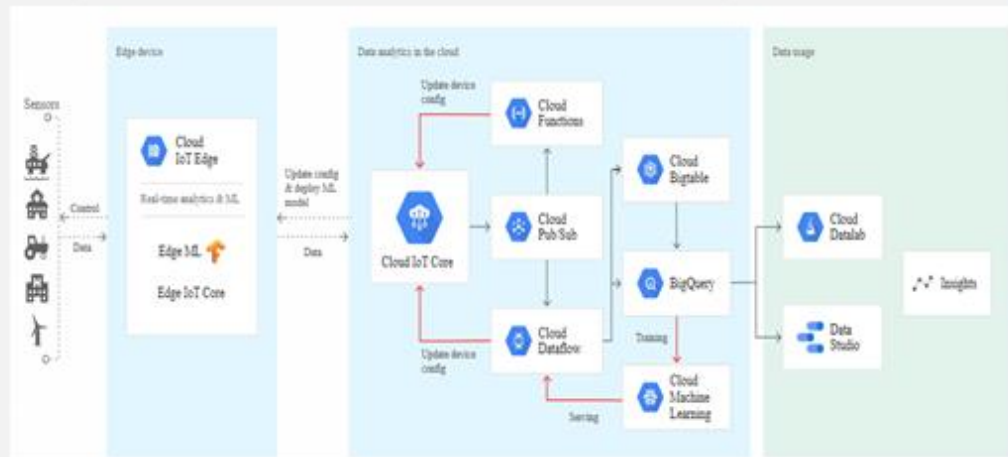 Edge device
Data analytics in the cloud
Data usage
Sensors
Control
Data
Cloud
IoT Edge
Real-time analytics & ML
Edge ML
Edge IoT Core
Update config
& deploy ML
model
Data
Update device
config
Cloud IoT Core
Update device
config
Cloud
Functions
Cloud
Pub/Sub
Cloud
Dataflow
Cloud
Bigtable
BigQuery
Training
Cloud
Machine
Learning
Serving
Cloud
Datalab
Data
Studio
Insights